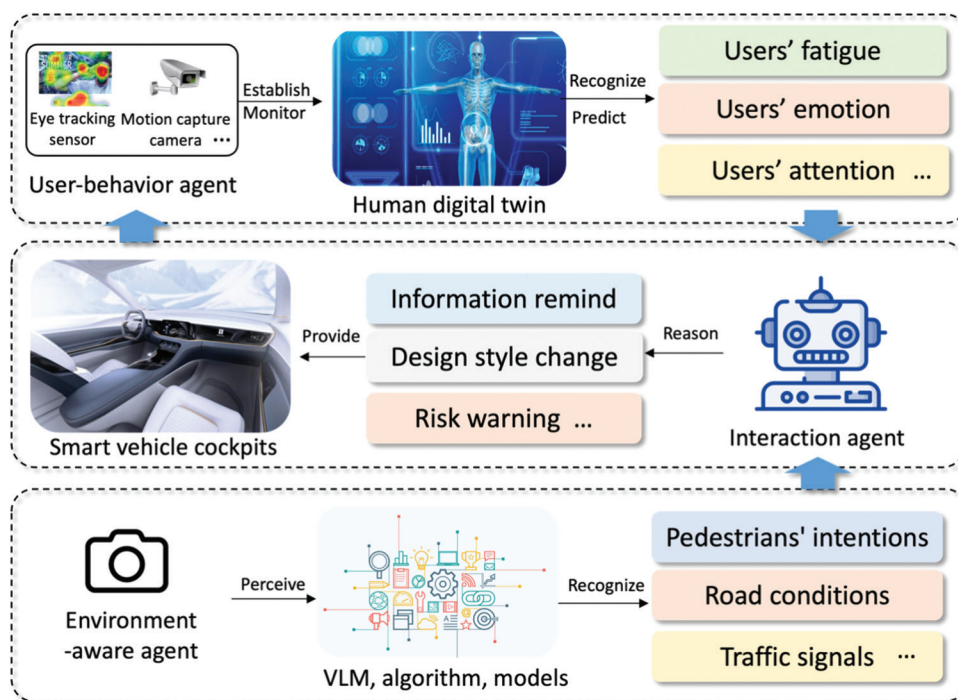 Eye tracking
sensor
Motion capture
camera ...
User-behavior agent
Establish
Monitor
Human digital twin
Recognize
Predict
Users' fatigue
Users' emotion
Users' attention ...
Smart vehicle cockpits
Provide
Information remind
Design style change
Risk warning ...
Reason
Interaction agent
Environment
-aware agent
Perceive
VLM, algorithm, models
Recognize
Pedestrians' intentions
Road conditions
Traffic signals ...